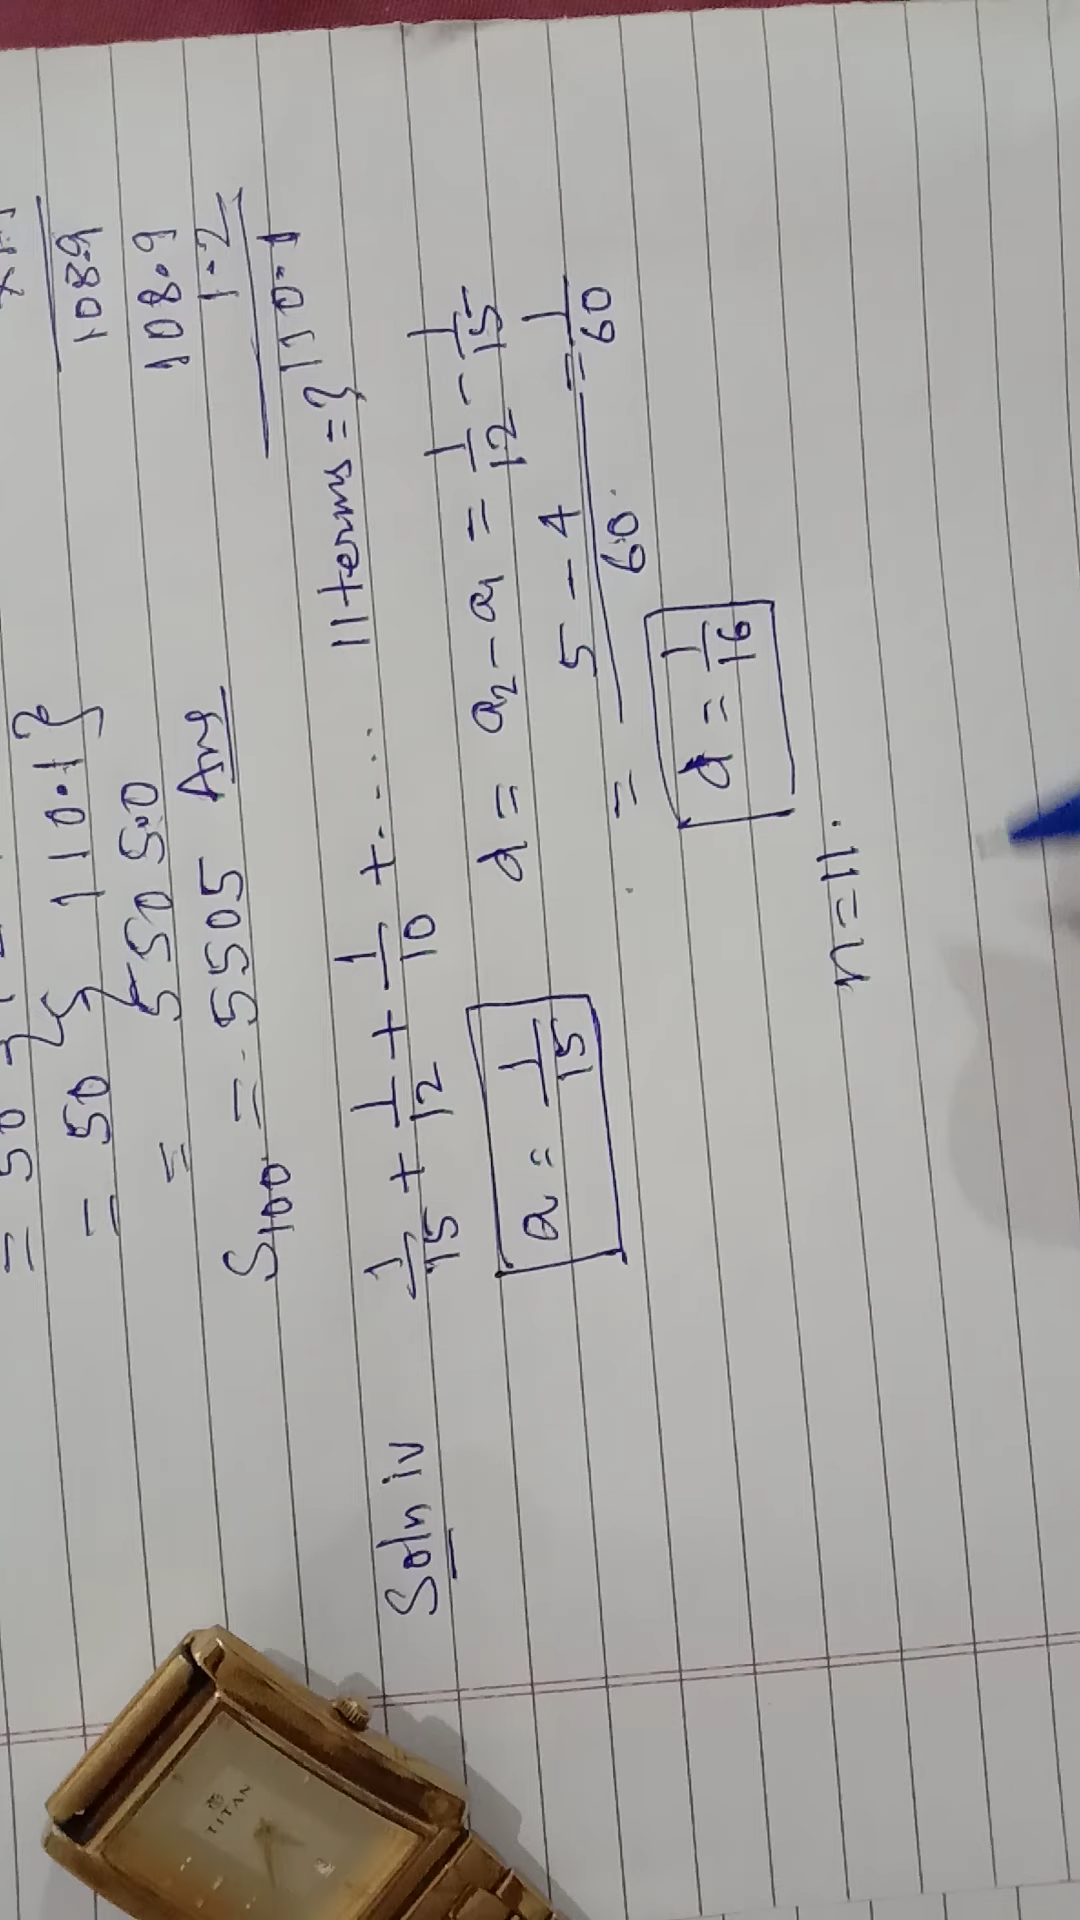 = 50
1089
= 50 { 110.1 }
108.9
= 5505.0
1.2
S100 = 5505 Ans
110.1
Soln iv 1/15 + 1/12 + 1/10 + .... 11 terms = }
a = 1/15 d = a2 - a1 = 1/12 - 1/15
= 5 - 4 / 60 = 1/60
d = 1/16
n = 11.
TITAN